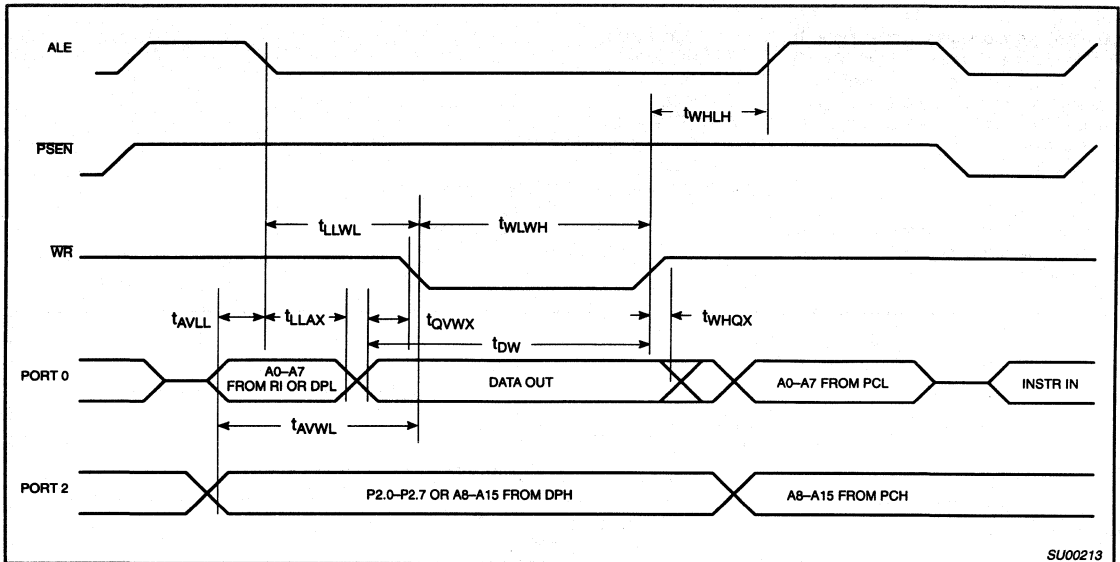 ALE
tWHLH
PSEN
tLLWL
tWLWH
WR
tAVLL
tLLAX
tQVWX
tWHQX
tDW
PORT 0
A0–A7
FROM RI OR DPL
DATA OUT
A0–A7 FROM PCL
INSTR IN
tAVWL
PORT 2
P2.0–P2.7 OR A8–A15 FROM DPH
A8–A15 FROM PCH
SU00213